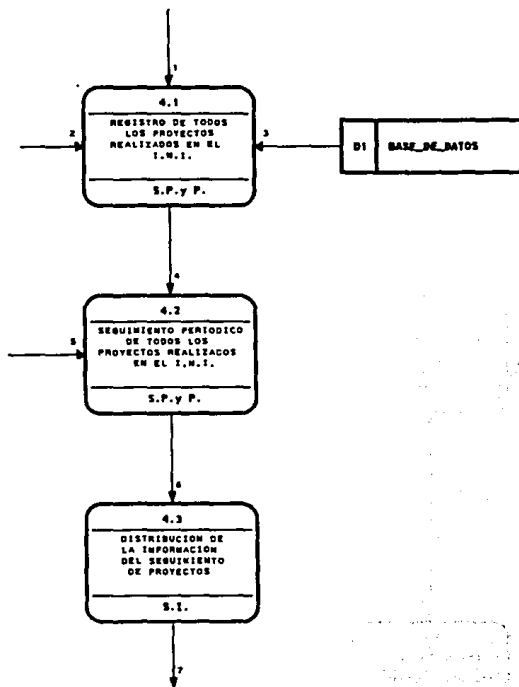 1
4.1
REGISTRO DE TODOS
LOS PROYECTOS
REALIZADOS EN EL
I.N.I.
S.P.y P.
2
3
D1 BASE_DE_DATOS
4
4.2
SEGUIMIENTO PERIODICO
DE TODOS LOS
PROYECTOS REALIZADOS
EN EL I.N.I.
S.P.y P.
5
6
4.3
DISTRIBUCION DE
LA INFORMACION
DEL SEGUIMIENTO
DE PROYECTOS
S.I.
7